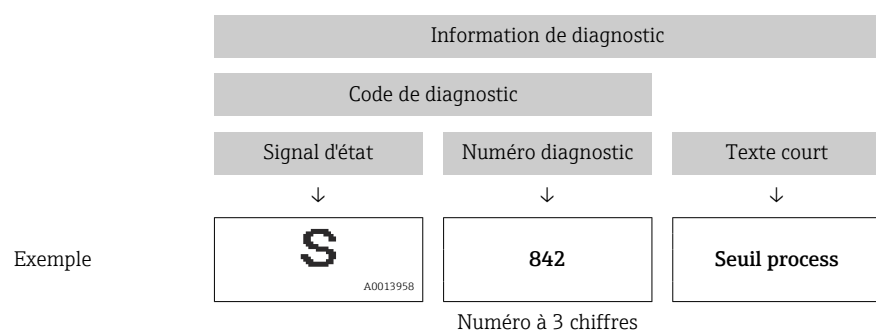 Information de diagnostic
Code de diagnostic
Signal d'état Numéro diagnostic Texte court
↓ ↓ ↓
Exemple S 842 Seuil process
A0013958
Numéro à 3 chiffres